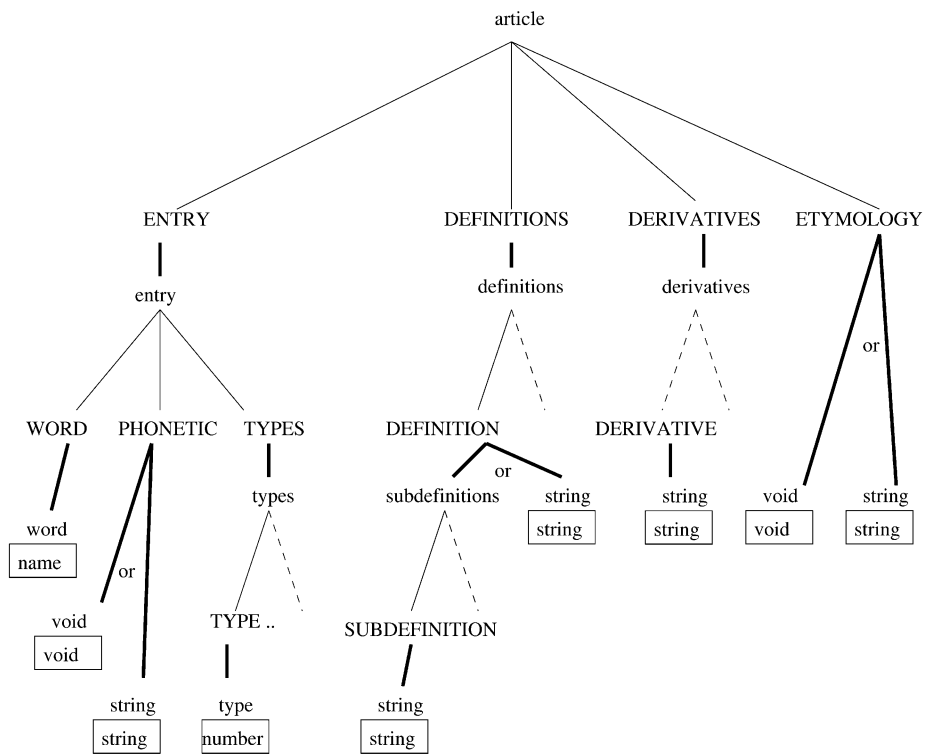 article
ENTRY DEFINITIONS DERIVATIVES ETYMOLOGY
entry definitions derivatives
or
WORD PHONETIC TYPES DEFINITION DERIVATIVE
or
types subdefinitions string string void string
string string void string
word
name
or
void TYPE .. SUBDEFINITION
void
string type string
string number string